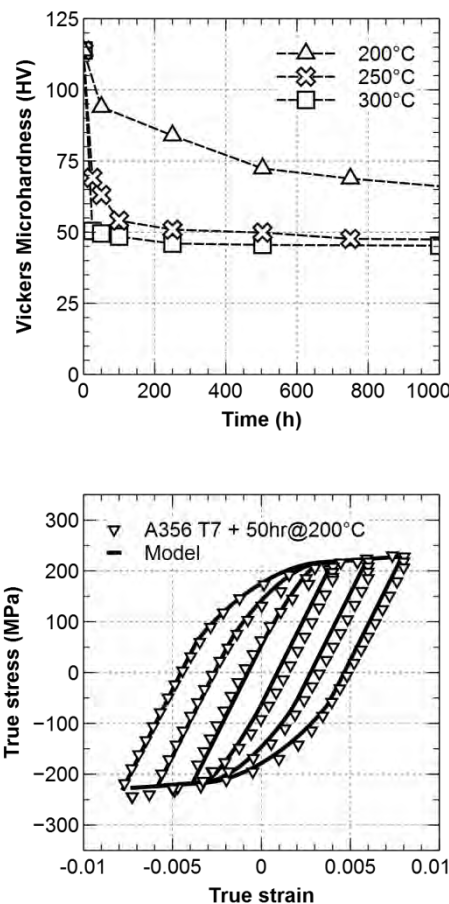 125
100
75
50
25
0
Vickers Microhardness (HV)
200°C
250°C
300°C
0
200
400
600
800
1000
Time (h)
300
200
100
0
−100
−200
−300
True stress (MPa)
A356 T7 + 50hr@200°C
Model
-0.01
-0.005
0
0.005
0.01
True strain